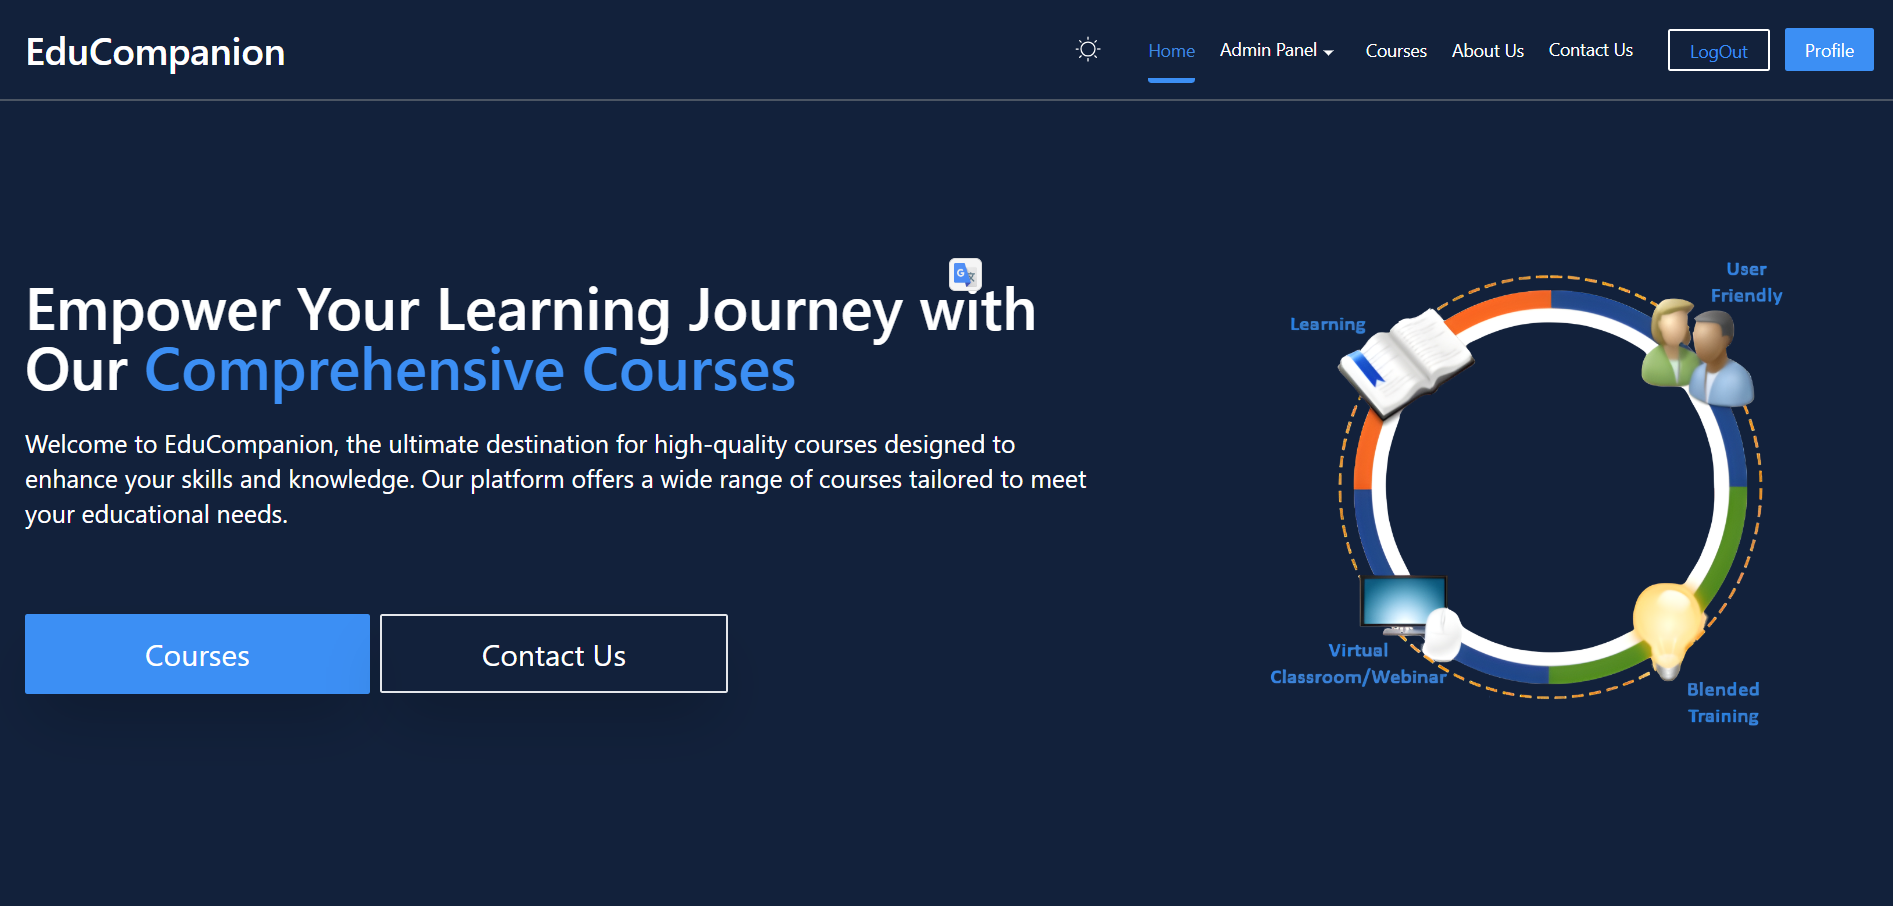 EduCompanion
Home
Admin Panel
Courses
About Us
Contact Us
LogOut
Profile
Empower Your Learning Journey with
Our Comprehensive Courses
Welcome to EduCompanion, the ultimate destination for high-quality courses designed to
enhance your skills and knowledge. Our platform offers a wide range of courses tailored to meet
your educational needs.
Courses
Contact Us
User
Friendly
Learning
Virtual
Classroom/Webinar
Blended
Training